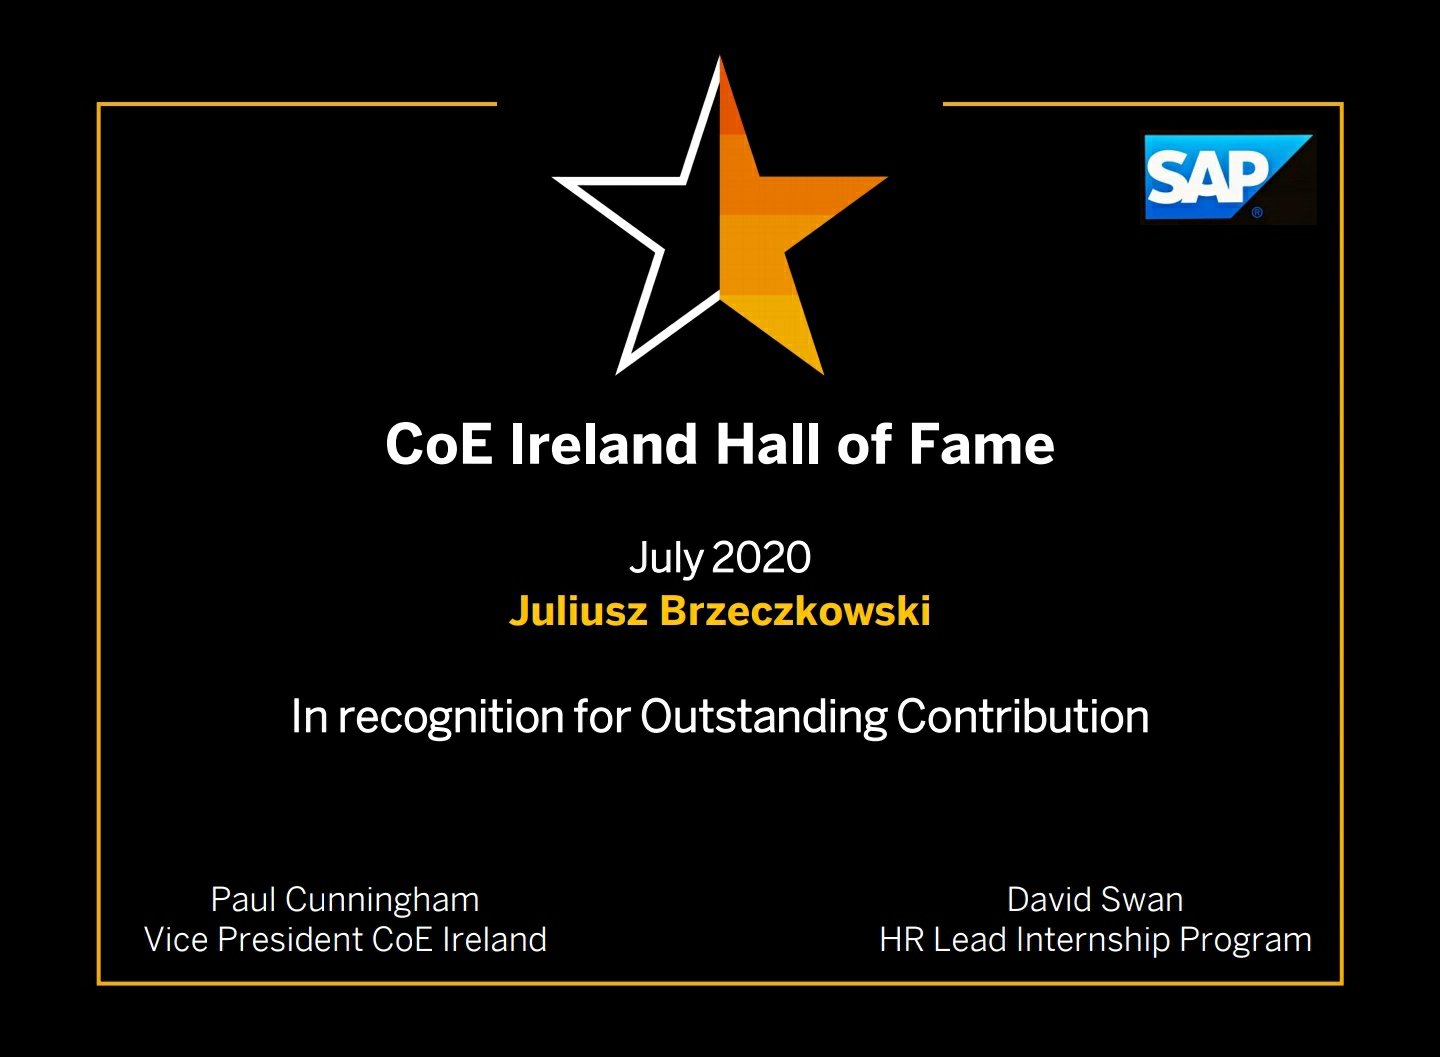 SAP ®
CoE Ireland Hall of Fame
July 2020
Juliusz Brzeczkowski
In recognition for Outstanding Contribution
Paul Cunningham
Vice President CoE Ireland
David Swan
HR Lead Internship Program